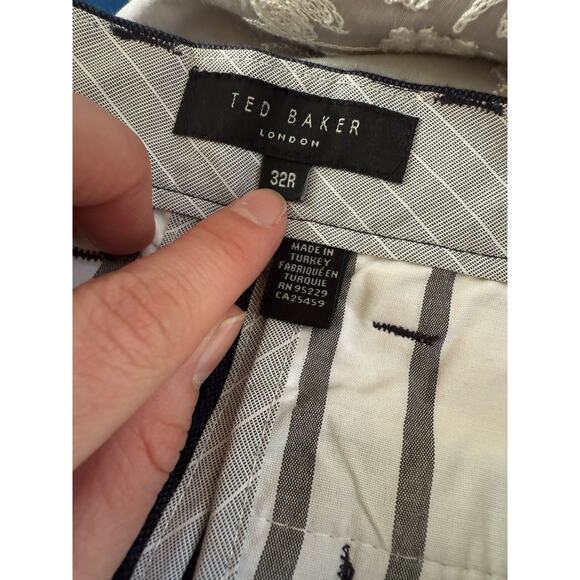 TED BAKER
LONDON
32R
MADE IN
TURKEY
FABRIQUÉ EN
TURQUIE
RN 95229
CA25459